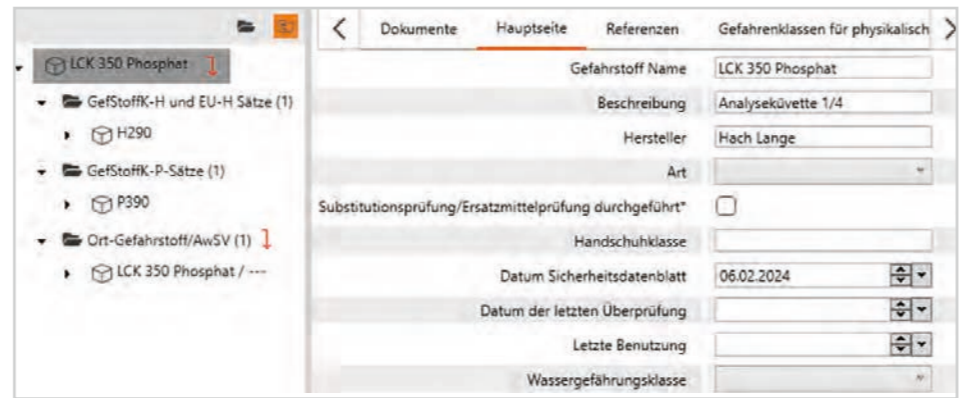 LCK 350 Phosphat
GefStoffK-H und EU-H Sätze (1)
H290
GefStoffK-P-Sätze (1)
P390
Ort-Gefahrstoff/AwSV (1)
LCK 350 Phosphat / ---
Dokumente Hauptseite Referenzen Gefahrenklassen für physikalisch
Gefahrstoff Name LCK 350 Phosphat
Beschreibung Analyseküvette 1/4
Hersteller Hach Lange
Art
Substitutionsprüfung/Ersatzmittelprüfung durchgeführt*
Handschuhklasse
Datum Sicherheitsdatenblatt 06.02.2024
Datum der letzten Überprüfung
Letzte Benutzung
Wassergefährungsklasse